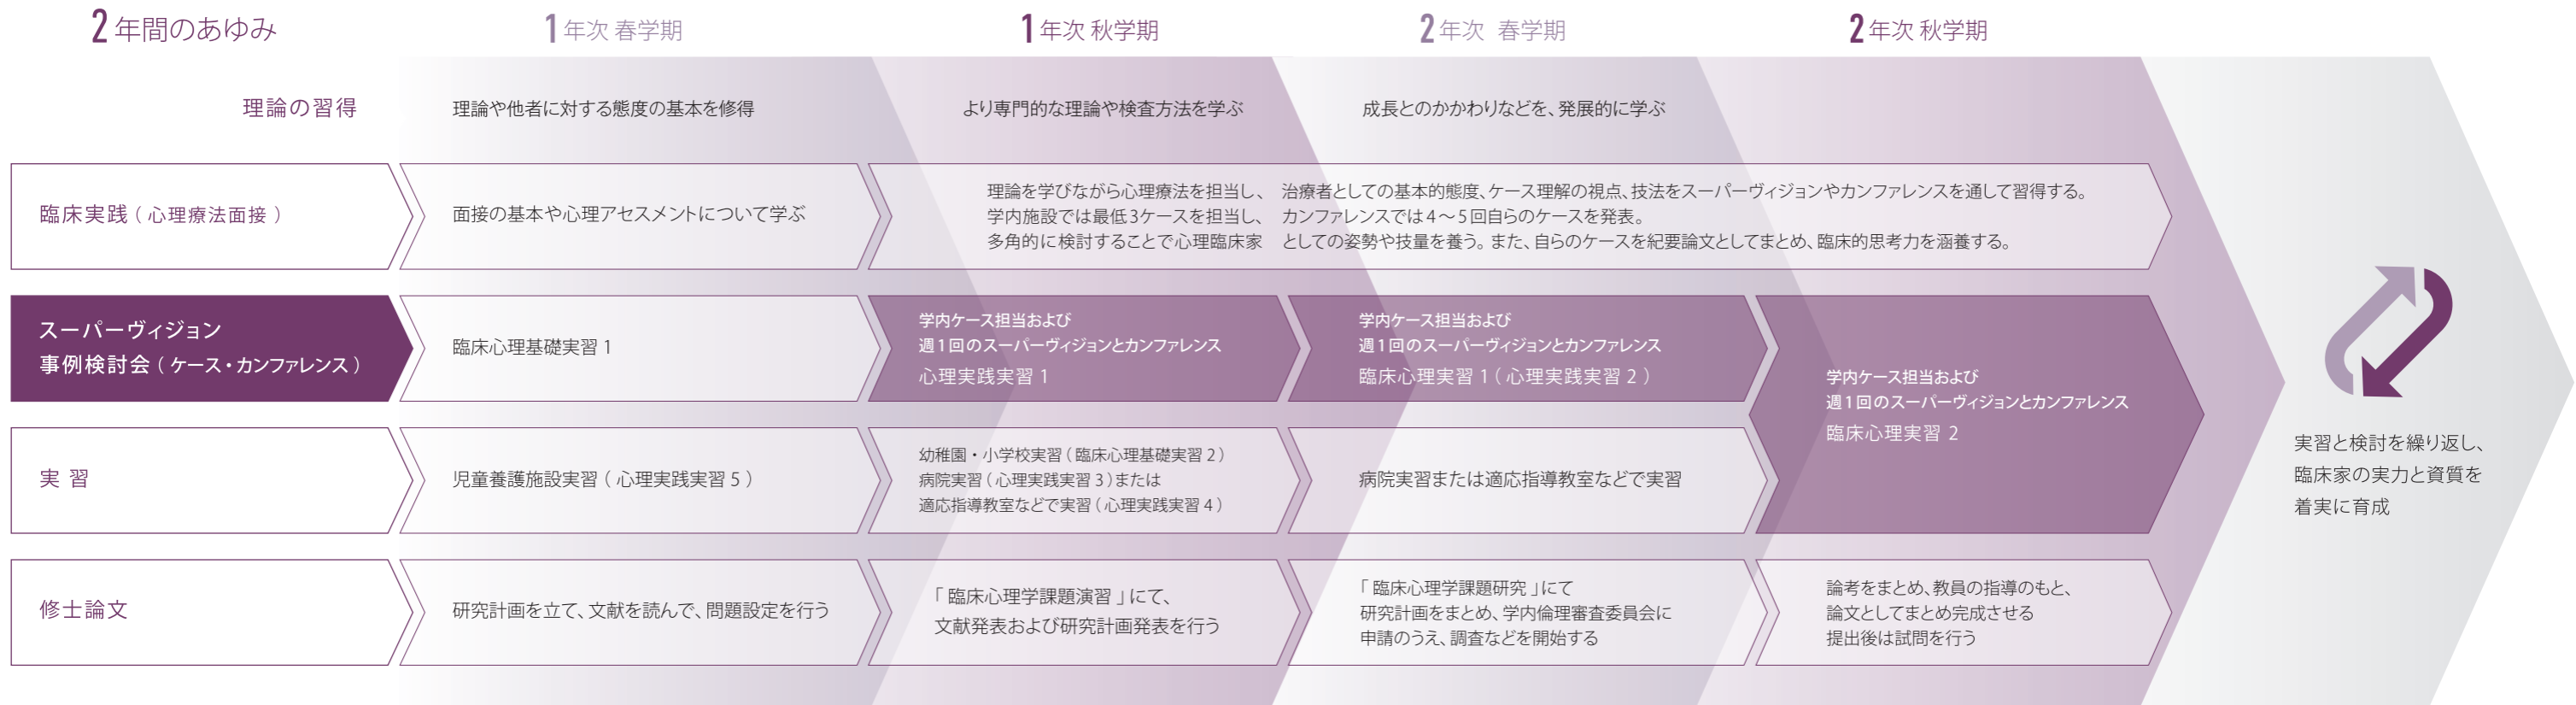 2年間のあゆみ
1年次 春学期
1年次 秋学期
2年次 春学期
2年次 秋学期
理論の習得
理論や他者に対する態度の基本を修得
より専門的な理論や検査方法を学ぶ
成長とのかかわりなどを、発展的に学ぶ
臨床実践(心理療法面接)
面接の基本や心理アセスメントについて学ぶ
理論を学びながら心理療法を担当し、 治療者としての基本的態度、ケース理解の視点、技法をスーパーヴィジョンやカンファレンスを通して習得する。
学内施設では最低3ケースを担当し、 カンファレンスでは4〜5回自らのケースを発表。
多角的に検討することで心理臨床家 としての姿勢や技量を養う。また、自らのケースを紀要論文としてまとめ、臨床的思考力を涵養する。
スーパーヴィジョン
事例検討会(ケース・カンファレンス)
臨床心理基礎実習1
学内ケース担当および
週1回のスーパーヴィジョンとカンファレンス
心理実践実習1
学内ケース担当および
週1回のスーパーヴィジョンとカンファレンス
臨床心理実習1(心理実践実習2)
学内ケース担当および
週1回のスーパーヴィジョンとカンファレンス
臨床心理実習2
実習
児童養護施設実習(心理実践実習5)
幼稚園・小学校実習(臨床心理基礎実習2)
病院実習(心理実践実習3)または
適応指導教室などで実習(心理実践実習4)
病院実習または適応指導教室などで実習
修士論文
研究計画を立て、文献を読んで、問題設定を行う
「臨床心理学課題演習」にて、
文献発表および研究計画発表を行う
「臨床心理学課題研究」にて
研究計画をまとめ、学内倫理審査委員会に
申請のうえ、調査などを開始する
論考をまとめ、教員の指導のもと、
論文としてまとめ完成させる
提出後は試問を行う
実習と検討を繰り返し、
臨床家の実力と資質を
着実に育成